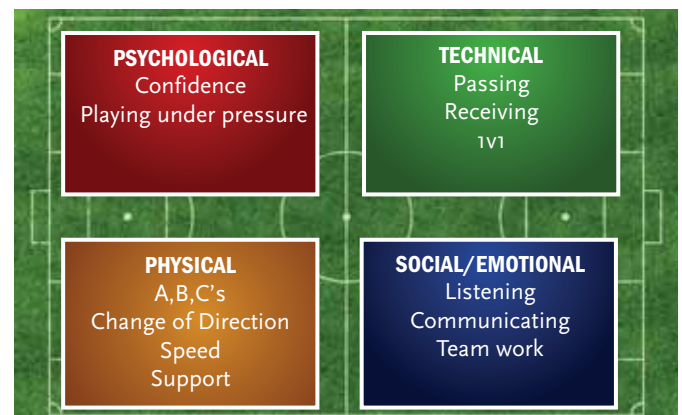 PSYCHOLOGICAL
Confidence
Playing under pressure
TECHNICAL
Passing
Receiving
1v1
PHYSICAL
A,B,C's
Change of Direction
Speed
Support
SOCIAL/EMOTIONAL
Listening
Communicating
Team work